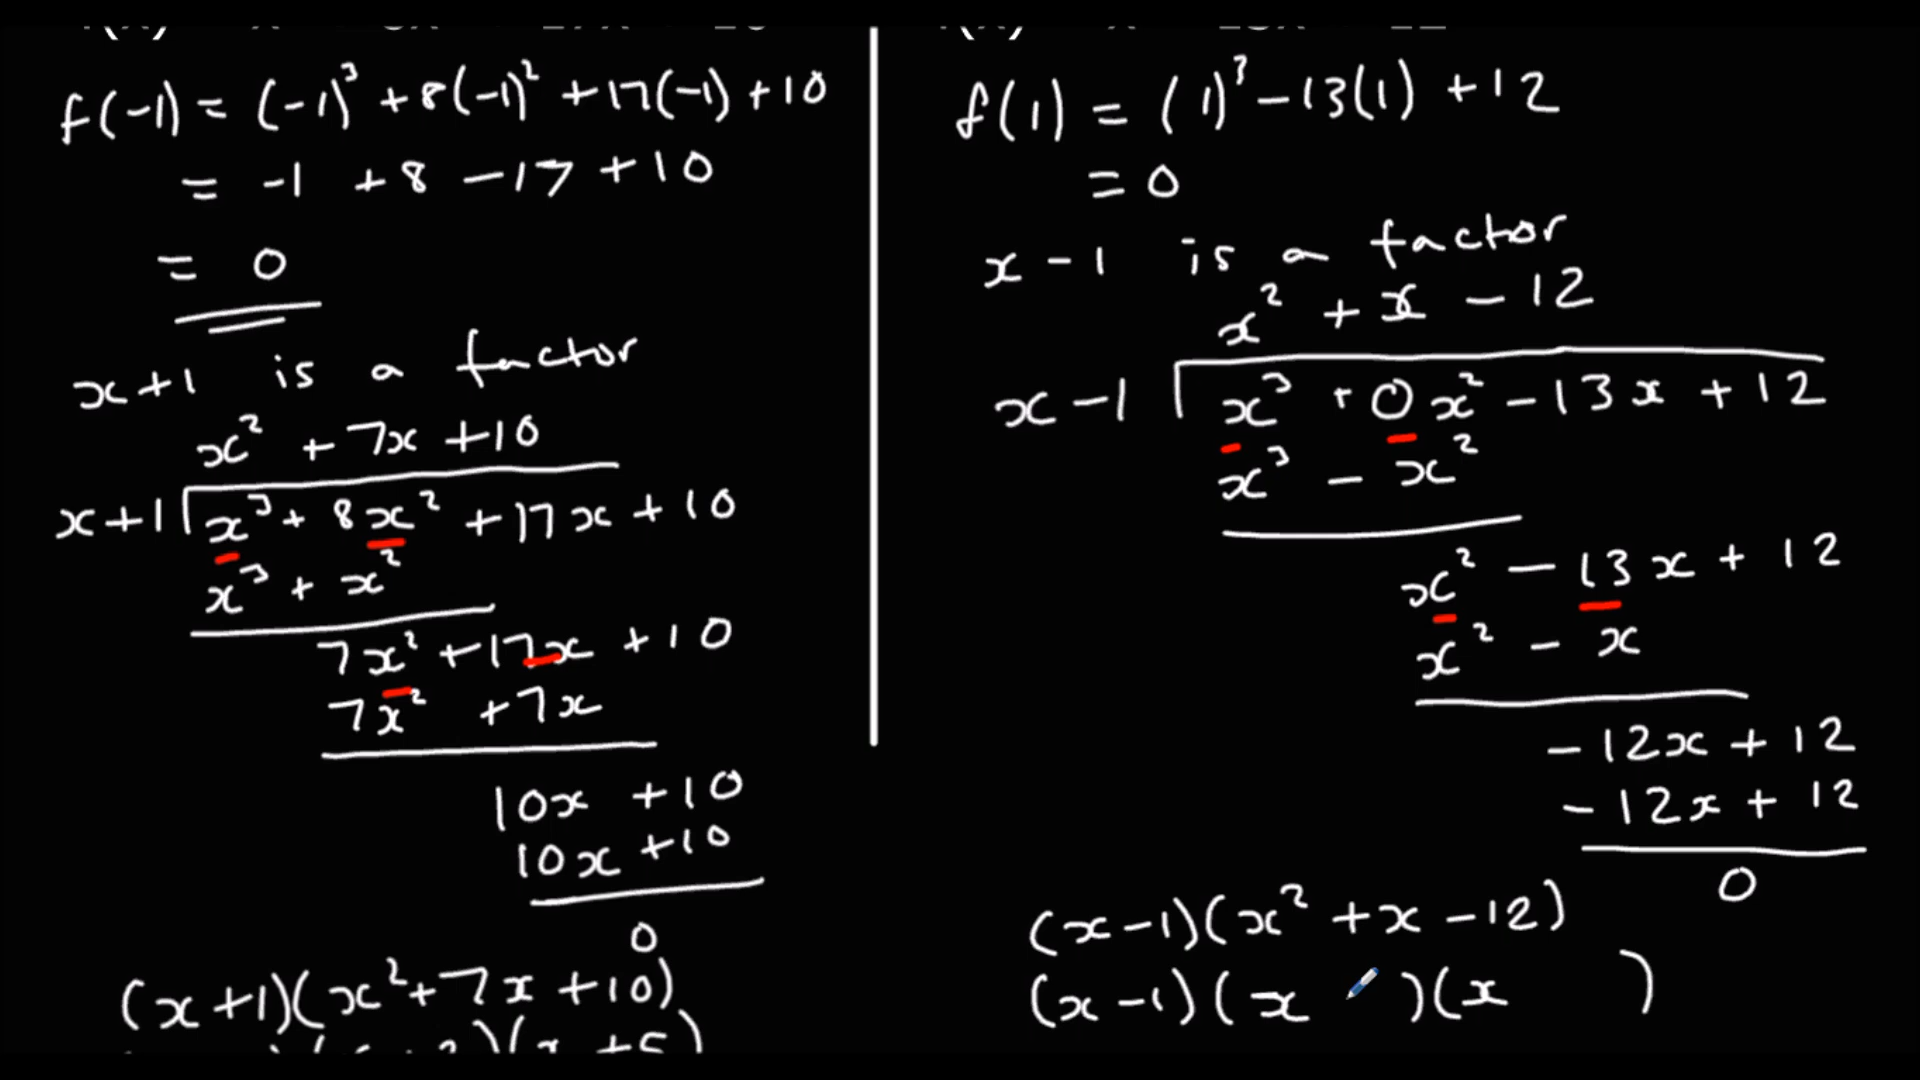 f(-1) = (-1)³ + 8(-1)² + 17(-1) + 10
= -1 + 8 - 17 + 10
= 0
x+1 is a factor
x² + 7x + 10
x+1 x³ + 8x² + 17x + 10
x³ + x²
7x² + 17x + 10
7x² + 7x
10x + 10
10x + 10
0
(x+1)(x² + 7x + 10)
f(1) = (1)³ - 13(1) + 12
= 0
x - 1 is a factor
x² + x - 12
x - 1 x³ + 0x² - 13x + 12
x³ - x²
x² - 13x + 12
x² - x
- 12x + 12
- 12x + 12
0
(x-1)(x² + x - 12)
(x-1)(x )(x )